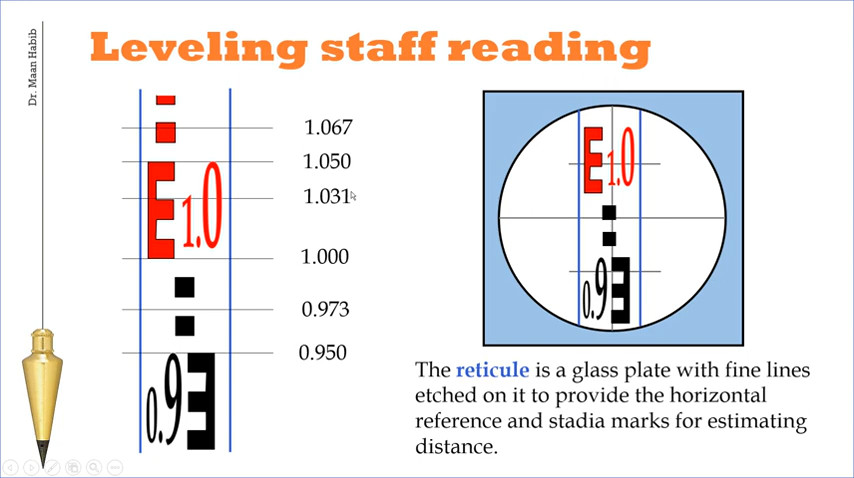 Dr. Maan Habib
Leveling staff reading
1.067
1.050
1.031
1.000
0.973
0.950
1.0
0.9
1.0
0.9
The reticule is a glass plate with fine lines
etched on it to provide the horizontal
reference and stadia marks for estimating
distance.